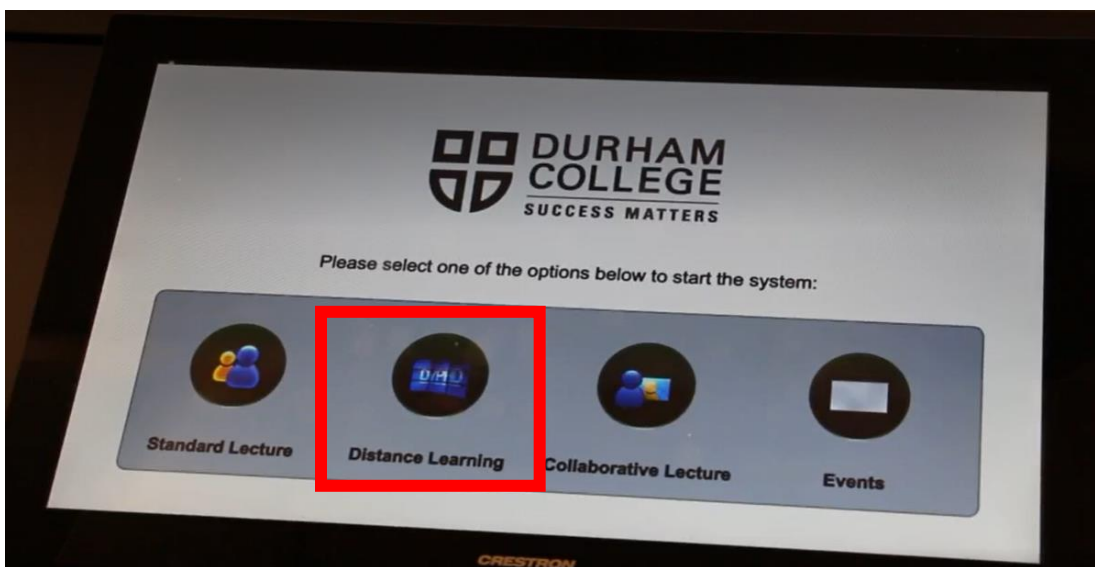 DURHAM
COLLEGE
SUCCESS MATTERS
Please select one of the options below to start the system:
Standard Lecture
Distance Learning
Collaborative Lecture
Events
CRESTRON